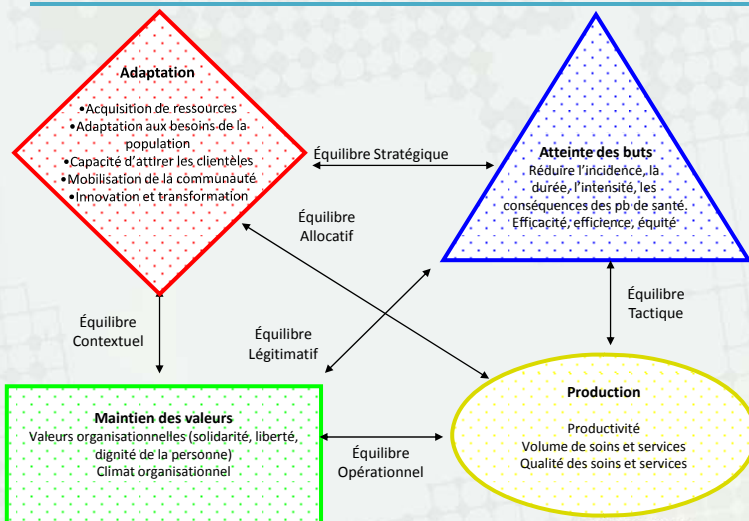 Adaptation
•Acquisition de ressources
•Adaptation aux besoins de la
population
•Capacité d'attirer les clientèles
•Mobilisation de la communauté
•Innovation et transformation
Équilibre Stratégique
Atteinte des buts
Réduire l'incidence, la
durée, l'intensité, les
conséquences des pb de santé.
Efficacité, efficience, équité
Équilibre
Allocatif
Équilibre
Contextuel
Équilibre
Légitimatif
Équilibre
Tactique
Maintien des valeurs
Valeurs organisationnelles (solidarité, liberté,
dignité de la personne)
Climat organisationnel
Équilibre
Opérationnel
Production
Productivité
Volume de soins et services
Qualité des soins et services